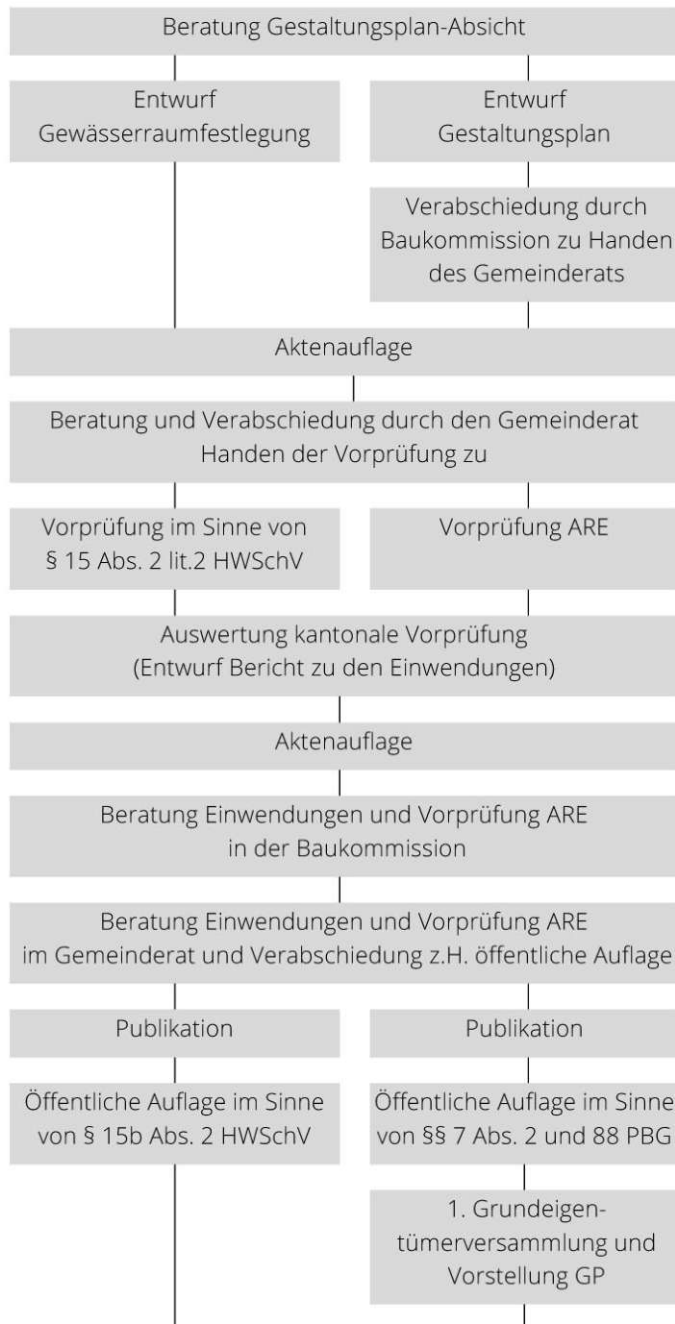 Beratung Gestaltungsplan-Absicht
Entwurf
Gewässerraumfestlegung
Entwurf
Gestaltungsplan
Verabschiedung durch
Baukommission zu Handen
des Gemeinderats
Aktenauflage
Beratung und Verabschiedung durch den Gemeinderat
Handen der Vorprüfung zu
Vorprüfung im Sinne von
§ 15 Abs. 2 lit.2 HWSchV
Vorprüfung ARE
Auswertung kantonale Vorprüfung
(Entwurf Bericht zu den Einwendungen)
Aktenauflage
Beratung Einwendungen und Vorprüfung ARE
in der Baukommission
Beratung Einwendungen und Vorprüfung ARE
im Gemeinderat und Verabschiedung z.H. öffentliche Auflage
Publikation
Publikation
Öffentliche Auflage im Sinne
von § 15b Abs. 2 HWSchV
Öffentliche Auflage im Sinne
von §§ 7 Abs. 2 und 88 PBG
1. Grundeigen-
tümerversammlung und
Vorstellung GP